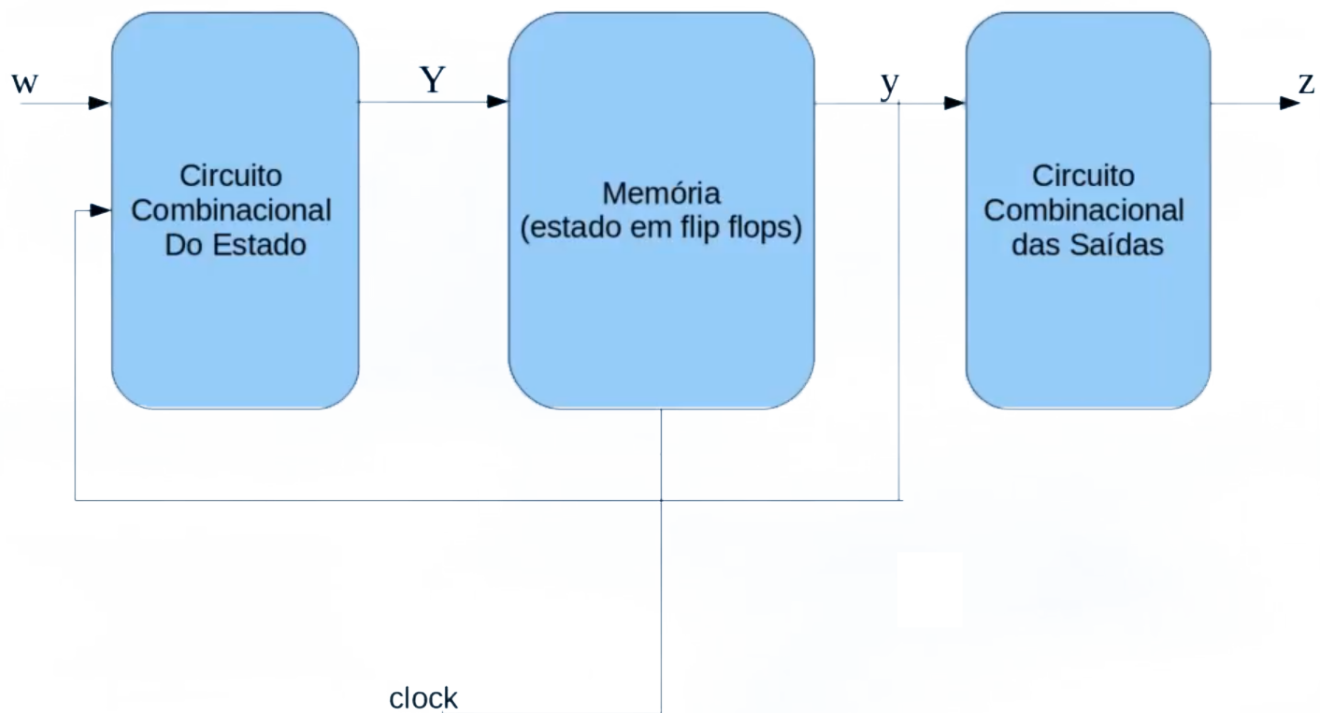 w
Y
y
z
Circuito
Combinacional
Do Estado
Memória
(estado em flip flops)
Circuito
Combinacional
das Saídas
clock